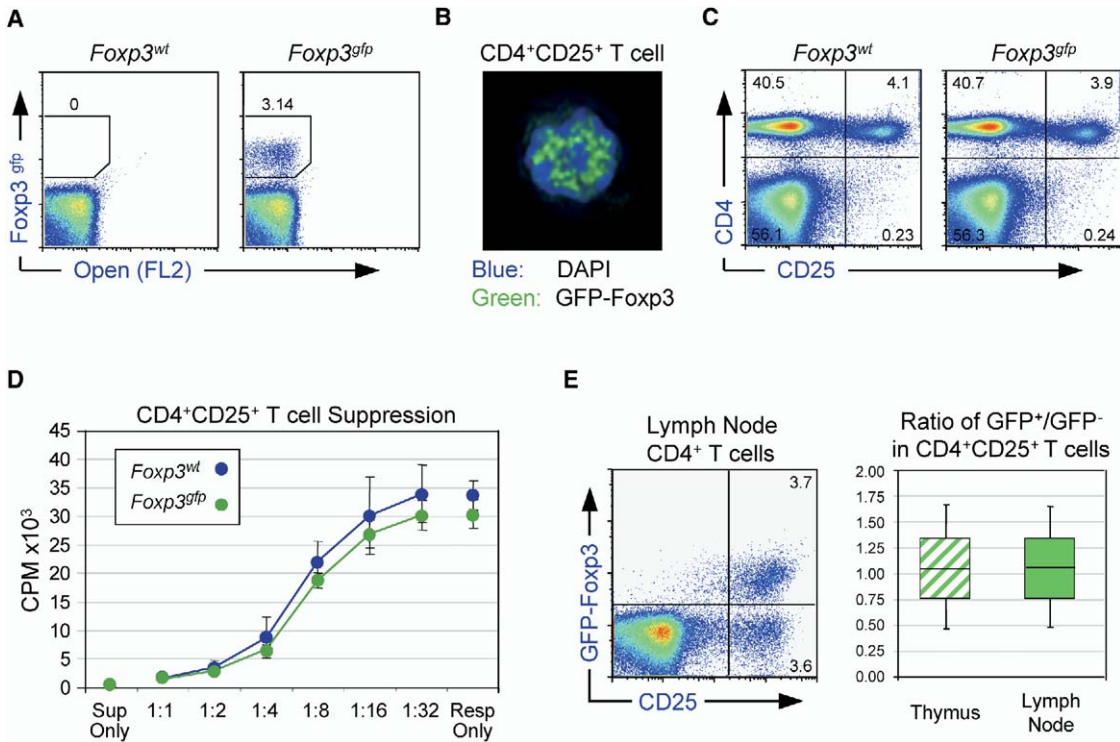 A
Foxp3wt
Foxp3gfp
0
3.14
Foxp3gfp
Open (FL2)
B
CD4+CD25+ T cell
Blue: DAPI
Green: GFP-Foxp3
C
Foxp3wt
Foxp3gfp
40.5
4.1
56.1
0.23
40.7
3.9
56.3
0.24
CD4
CD25
D
CD4+CD25+ T cell Suppression
45
40
35
30
25
20
15
10
5
0
CPM x10³
Foxp3wt
Foxp3gfp
Sup Only
1:1
1:2
1:4
1:8
1:16
1:32
Resp Only
E
Lymph Node
CD4+ T cells
3.7
3.6
GFP-Foxp3
CD25
Ratio of GFP+/GFP-
in CD4+CD25+ T cells
2.00
1.75
1.50
1.25
1.00
0.75
0.50
0.25
0.00
Thymus
Lymph
Node